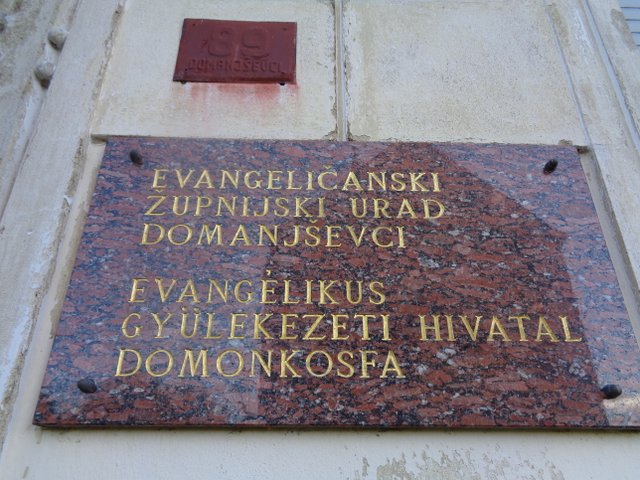 89
DOMANJŠEVCI
EVANGELIČANSKI
ŽUPNIJSKI URAD
DOMANJŠEVCI
EVANGÉLIKUS
GYÜLEKEZETI HIVATAL
DOMONKOSFA